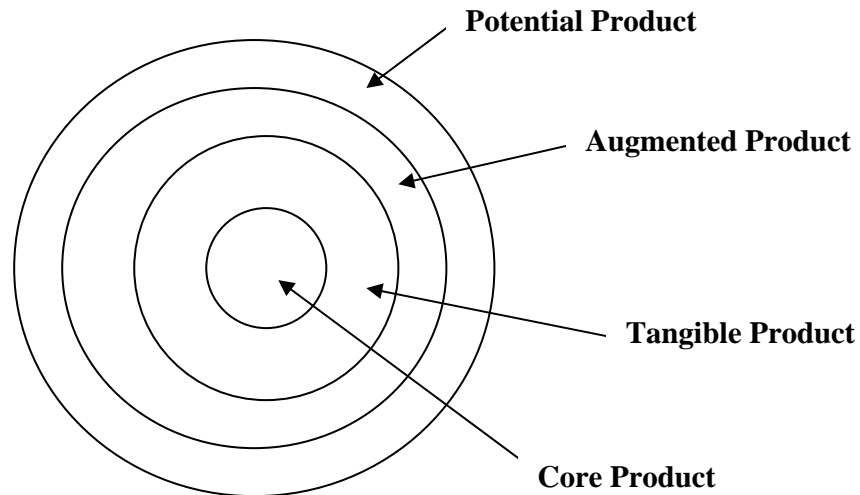 Potential Product
Augmented Product
Tangible Product
Core Product